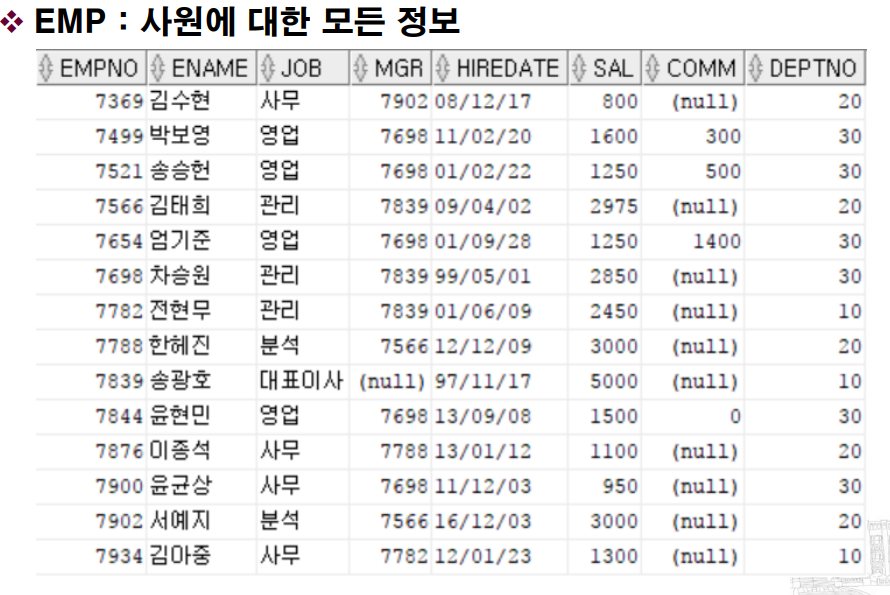 ❖ EMP : 사원에 대한 모든 정보
EMPNO ENAME JOB MGR HIREDATE SAL COMM DEPTNO
7369 김수현 사무 7902 08/12/17 800 (null) 20
7499 박보영 영업 7698 11/02/20 1600 300 30
7521 송승헌 영업 7698 01/02/22 1250 500 30
7566 김태희 관리 7839 09/04/02 2975 (null) 20
7654 엄기준 영업 7698 01/09/28 1250 1400 30
7698 차승원 관리 7839 99/05/01 2850 (null) 30
7782 전현무 관리 7839 01/06/09 2450 (null) 10
7788 한헤진 분석 7566 12/12/09 3000 (null) 20
7839 송광호 대표이사 (null) 97/11/17 5000 (null) 10
7844 윤현민 영업 7698 13/09/08 1500 0 30
7876 이종석 사무 7788 13/01/12 1100 (null) 20
7900 윤균상 사무 7698 11/12/03 950 (null) 30
7902 서예지 분석 7566 16/12/03 3000 (null) 20
7934 김아중 사무 7782 12/01/23 1300 (null) 10